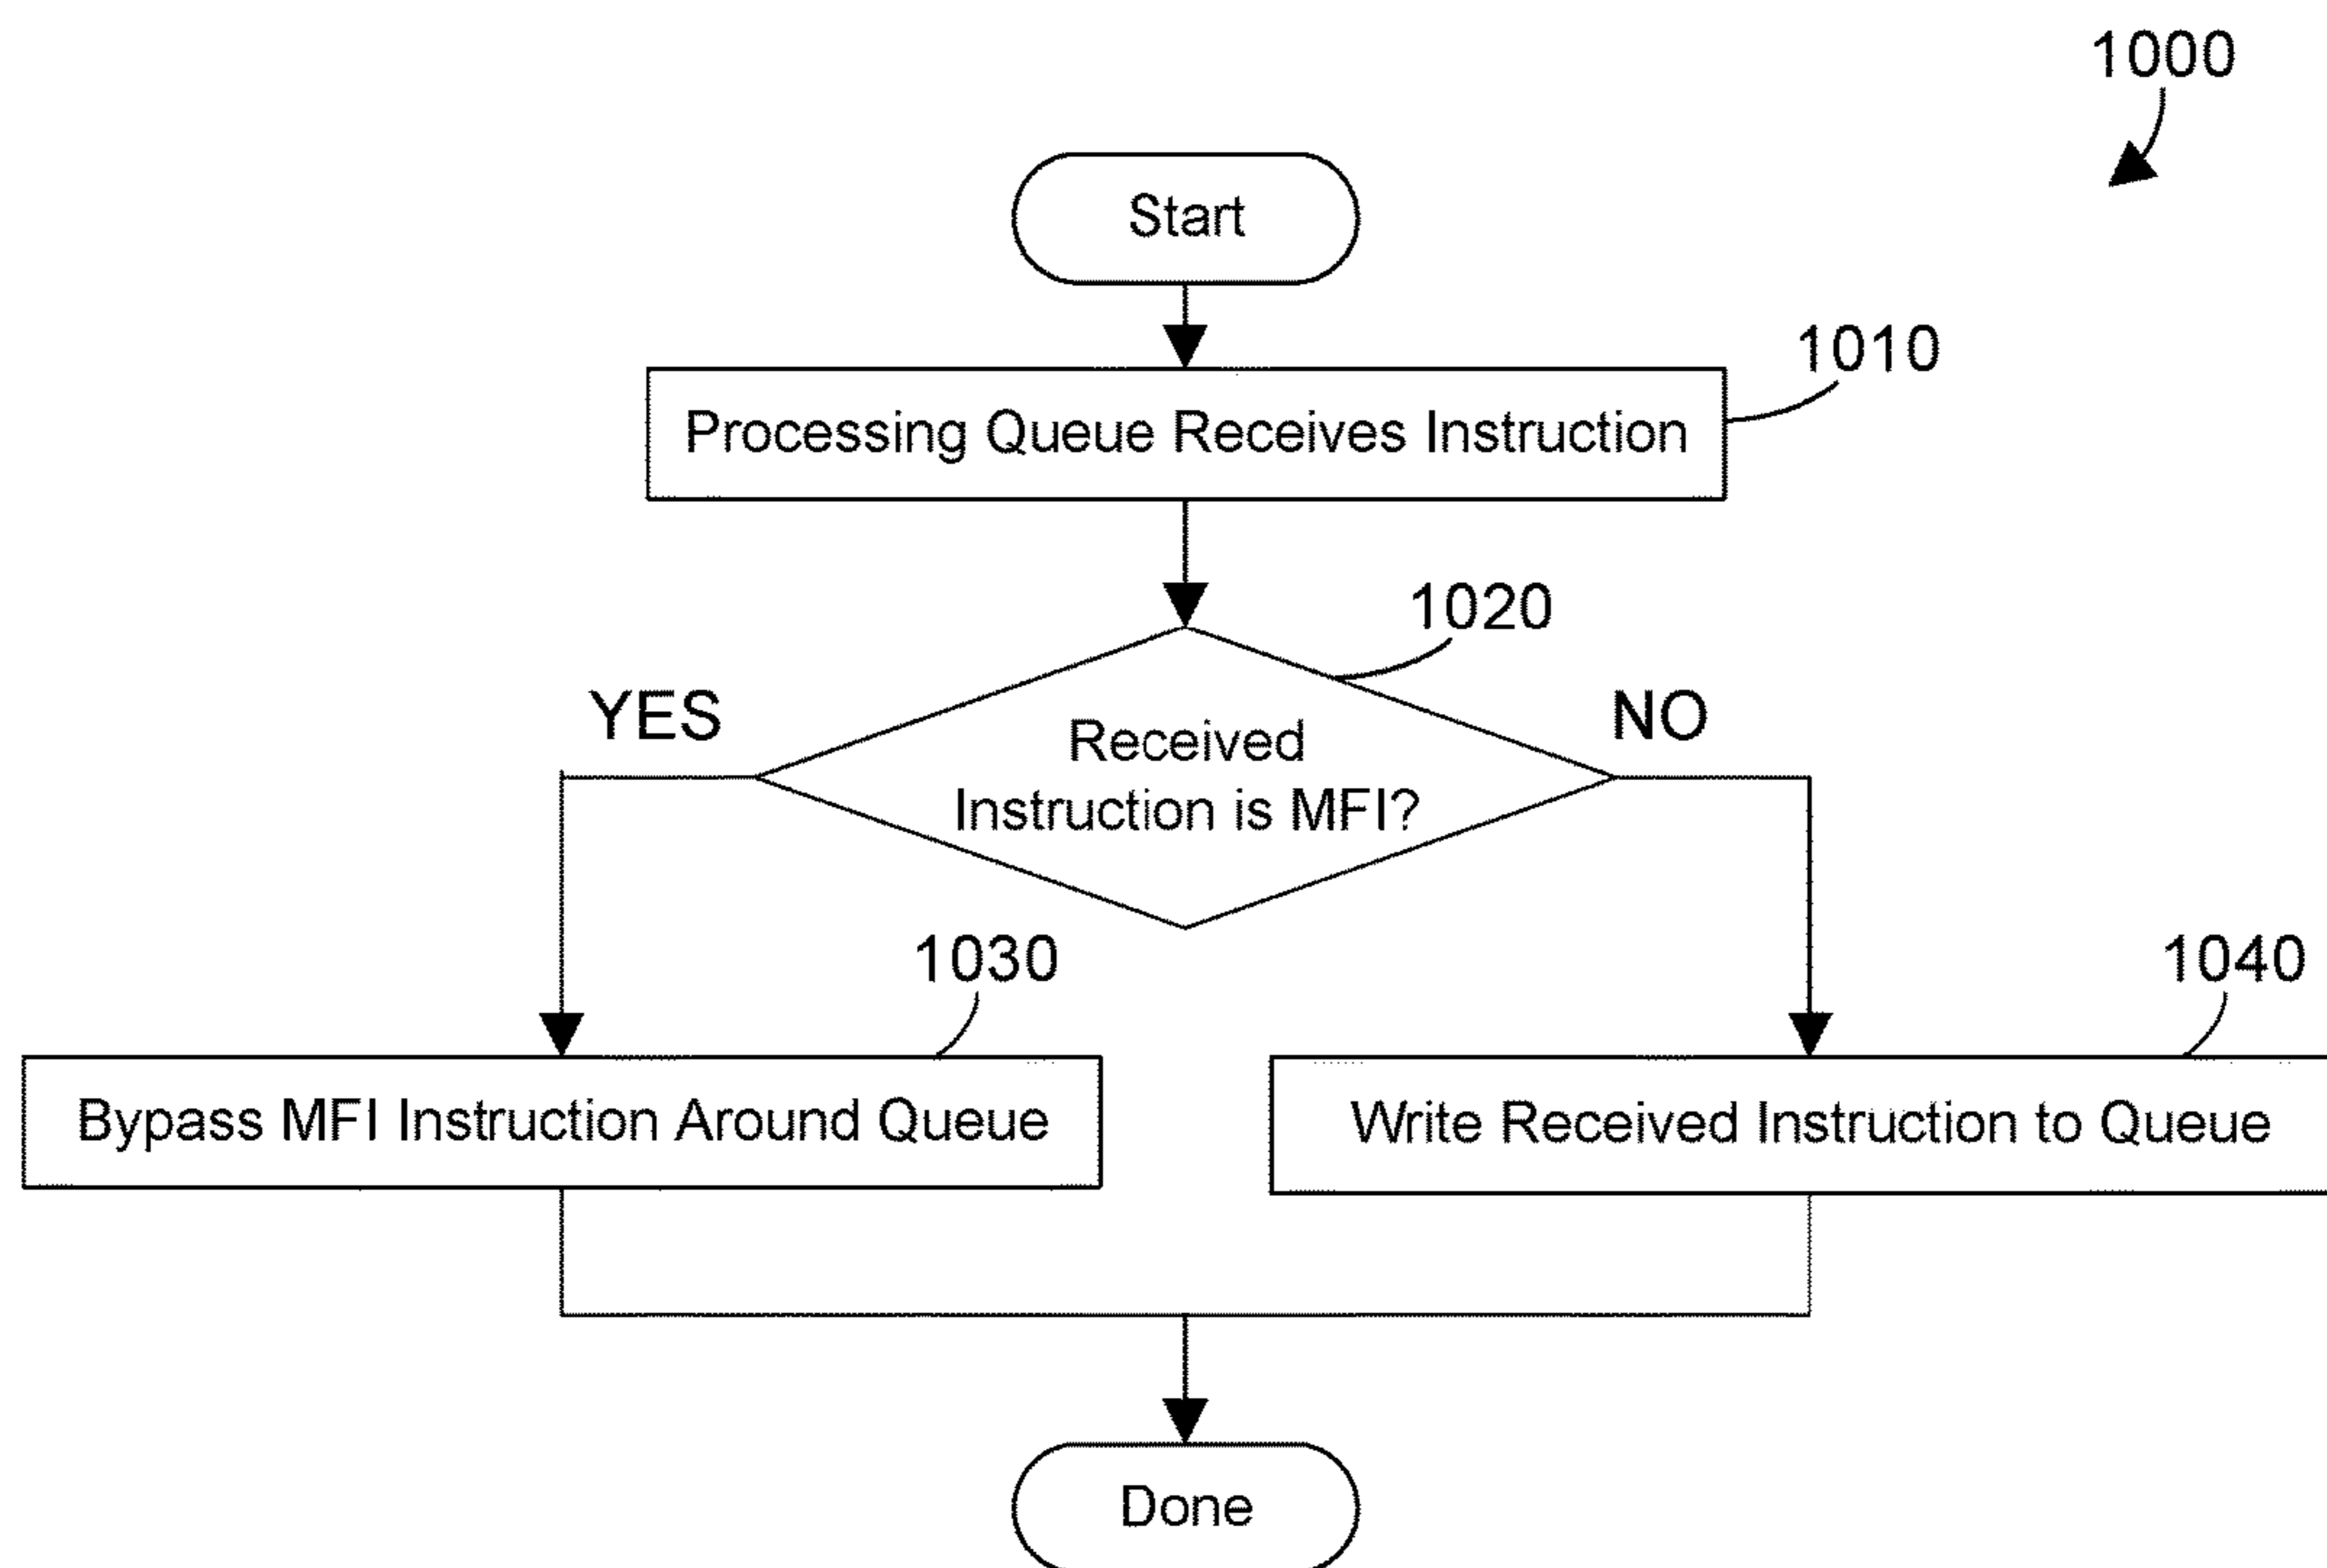 1000
Start
1010
Processing Queue Receives Instruction
1020
YES
NO
Received
Instruction is MFI?
1030
1040
Bypass MFI Instruction Around Queue
Write Received Instruction to Queue
Done